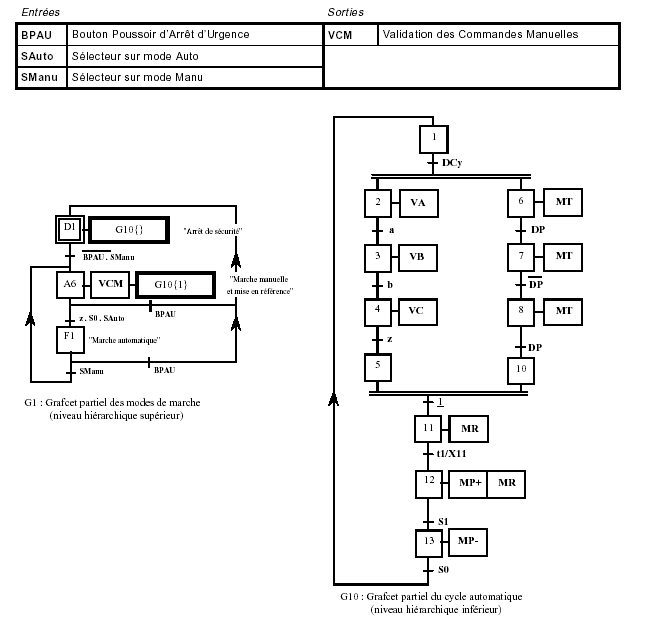 Entrées
Sorties
BPAU Bouton Poussoir d'Arrêt d'Urgence
VCM Validation des Commandes Manuelles
SAuto Sélecteur sur mode Auto
SManu Sélecteur sur mode Manu
D1 G10{} "Arrêt de sécurité"
B̅P̅A̅U̅ . SManu
A6 VCM G10{1} "Marche manuelle
et mise en référence"
BPAU
z . S0 . SAuto
F1 "Marche automatique"
BPAU
SManu
G1 : Grafcet partiel des modes de marche
(niveau hiérarchique supérieur)
1
DCy
2 VA
6 MT
a
DP
3 VB
7 MT
b
D̅P̅
4 VC
8 MT
z
DP
5
10
1
11 MR
t1/X11
12 MP+ MR
S1
13 MP-
S0
G10 : Grafcet partiel du cycle automatique
(niveau hiérarchique inférieur)